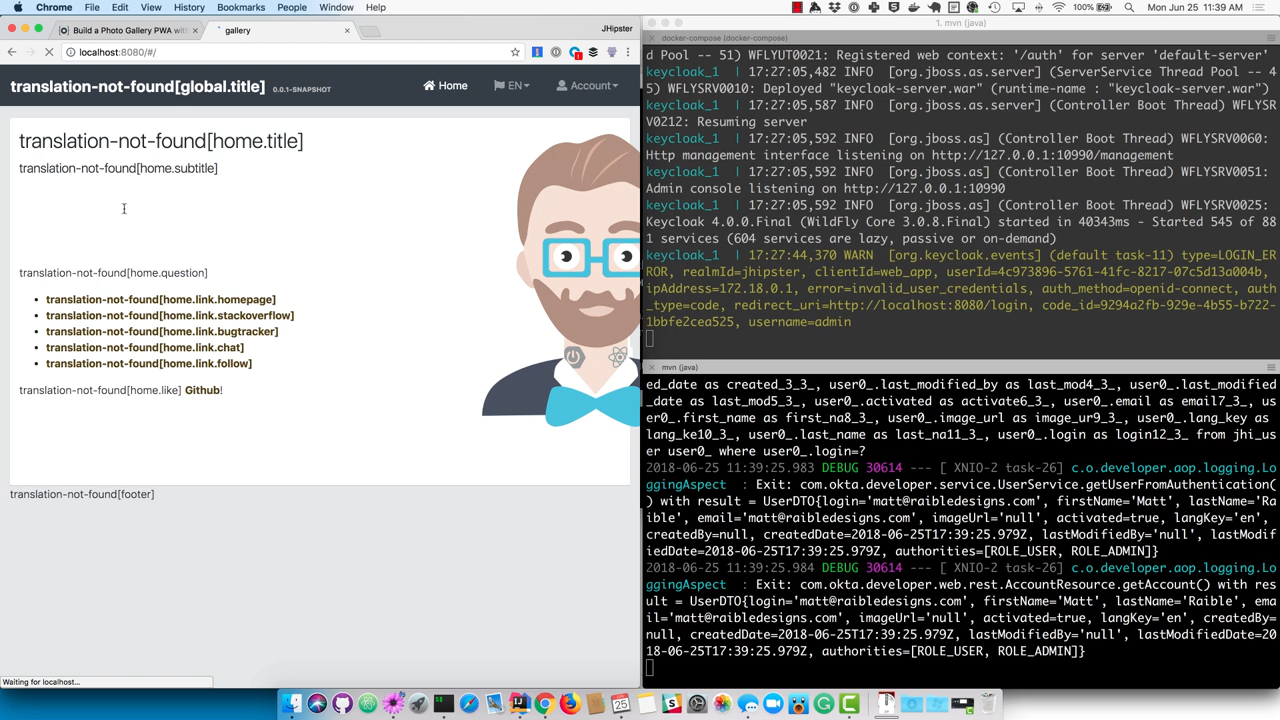 Chrome File Edit View History Bookmarks People Window Help
100% Mon Jun 25 11:39 AM
Build a Photo Gallery PWA with
gallery
JHipster
localhost:8080/#/
translation-not-found[global.title] 0.0.1-SNAPSHOT
Home
EN
Account
translation-not-found[home.title]
translation-not-found[home.subtitle]
translation-not-found[home.question]
translation-not-found[home.link.homepage]
translation-not-found[home.link.stackoverflow]
translation-not-found[home.link.bugtracker]
translation-not-found[home.link.chat]
translation-not-found[home.link.follow]
translation-not-found[home.like] Github!
translation-not-found[footer]
Waiting for localhost...
1. mvn (java)
docker-compose (docker-compose)
d Pool -- 51) WFLYUT0021: Registered web context: '/auth' for server 'default-server'
keycloak_1 | 17:27:05,482 INFO [org.jboss.as.server] (ServerService Thread Pool -- 4
5) WFLYSRV0010: Deployed "keycloak-server.war" (runtime-name : "keycloak-server.war")
keycloak_1 | 17:27:05,587 INFO [org.jboss.as.server] (Controller Boot Thread) WFLYSR
V0212: Resuming server
keycloak_1 | 17:27:05,592 INFO [org.jboss.as] (Controller Boot Thread) WFLYSRV0060:
Http management interface listening on http://127.0.0.1:10990/management
keycloak_1 | 17:27:05,592 INFO [org.jboss.as] (Controller Boot Thread) WFLYSRV0051:
Admin console listening on http://127.0.0.1:10990
keycloak_1 | 17:27:05,592 INFO [org.jboss.as] (Controller Boot Thread) WFLYSRV0025:
Keycloak 4.0.0.Final (WildFly Core 3.0.8.Final) started in 40343ms - Started 545 of 88
1 services (604 services are lazy, passive or on-demand)
keycloak_1 | 17:27:44,370 WARN [org.keycloak.events] (default task-11) type=LOGIN_ER
ROR, realmId=jhipster, clientId=web_app, userId=4c973896-5761-41fc-8217-07c5d13a004b,
ipAddress=172.18.0.1, error=invalid_user_credentials, auth_method=openid-connect, auth
_type=code, redirect_uri=http://localhost:8080/login, code_id=9294a2fb-929e-4b55-b722-
1bbfe2cea525, username=admin
mvn (java)
ed_date as created_3_3_, user0_.last_modified_by as last_mod4_3_, user0_.last_modified
_date as last_mod5_3_, user0_.activated as activate6_3_, user0_.email as email7_3_, us
er0_.first_name as first_na8_3_, user0_.image_url as image_ur9_3_, user0_.lang_key as
lang_ke10_3_, user0_.last_name as last_na11_3_, user0_.login as login12_3_ from jhi_us
er user0_ where user0_.login=?
2018-06-25 11:39:25.983 DEBUG 30614 --- [ XNIO-2 task-26] c.o.developer.aop.logging.Lo
ggingAspect : Exit: com.okta.developer.service.UserService.getUserFromAuthentication(
) with result = UserDTO{login='matt@raibledesigns.com', firstName='Matt', lastName='Ra
ible', email='matt@raibledesigns.com', imageUrl='null', activated=true, langKey='en',
createdBy=null, createdDate=2018-06-25T17:39:25.979Z, lastModifiedBy='null', lastModif
iedDate=2018-06-25T17:39:25.979Z, authorities=[ROLE_USER, ROLE_ADMIN]}
2018-06-25 11:39:25.984 DEBUG 30614 --- [ XNIO-2 task-26] c.o.developer.aop.logging.Lo
ggingAspect : Exit: com.okta.developer.web.rest.AccountResource.getAccount() with res
ult = UserDTO{login='matt@raibledesigns.com', firstName='Matt', lastName='Raible', ema
il='matt@raibledesigns.com', imageUrl='null', activated=true, langKey='en', createdBy=
null, createdDate=2018-06-25T17:39:25.979Z, lastModifiedBy='null', lastModifiedDate=20
18-06-25T17:39:25.979Z, authorities=[ROLE_USER, ROLE_ADMIN]}